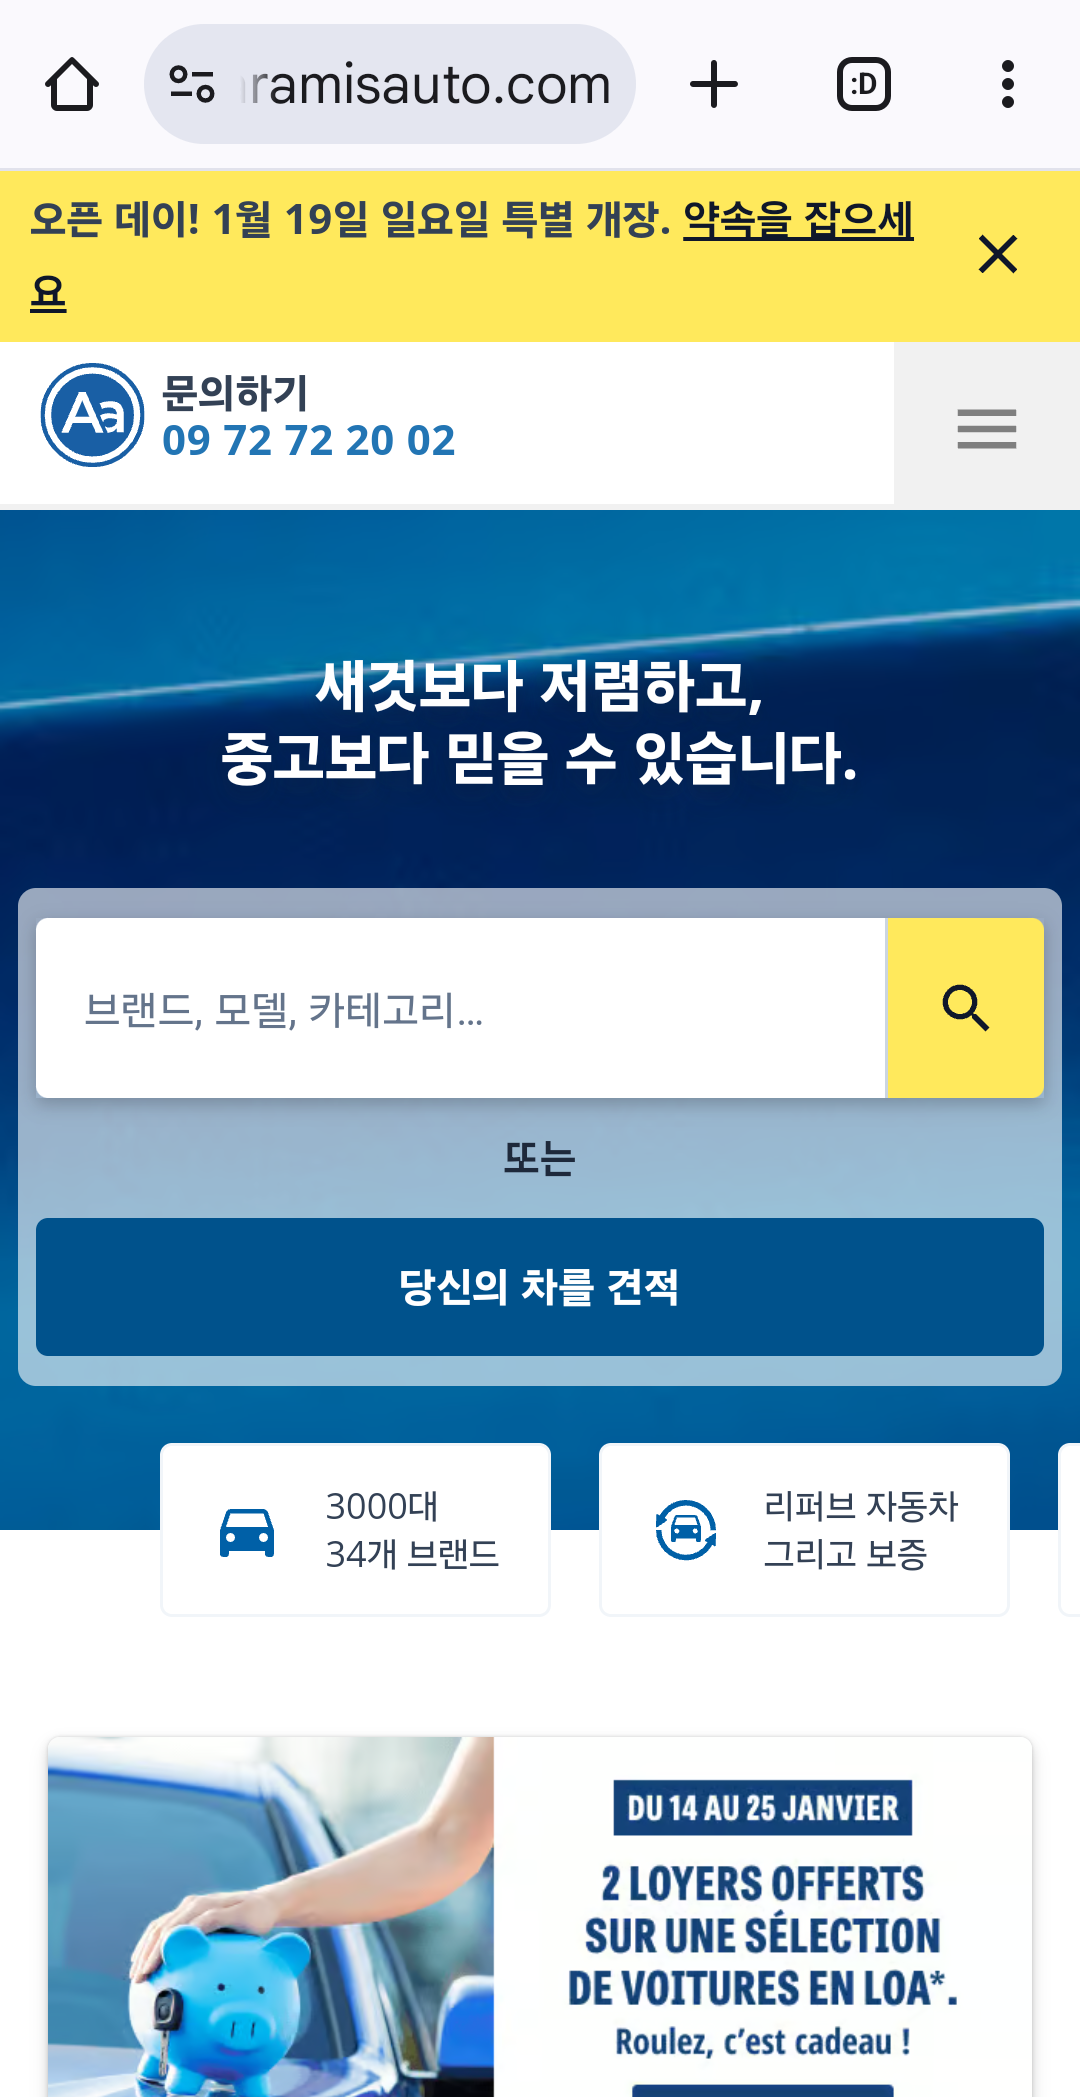 ramisauto.com
:D
오픈 데이! 1월 19일 일요일 특별 개장. 약속을 잡으세
요
Aa
문의하기
09 72 72 20 02
새것보다 저렴하고,
중고보다 믿을 수 있습니다.
브랜드, 모델, 카테고리...
또는
당신의 차를 견적
3000대
34개 브랜드
리퍼브 자동차
그리고 보증
DU 14 AU 25 JANVIER
2 LOYERS OFFERTS
SUR UNE SÉLECTION
DE VOITURES EN LOA*.
Roulez, c’est cadeau !